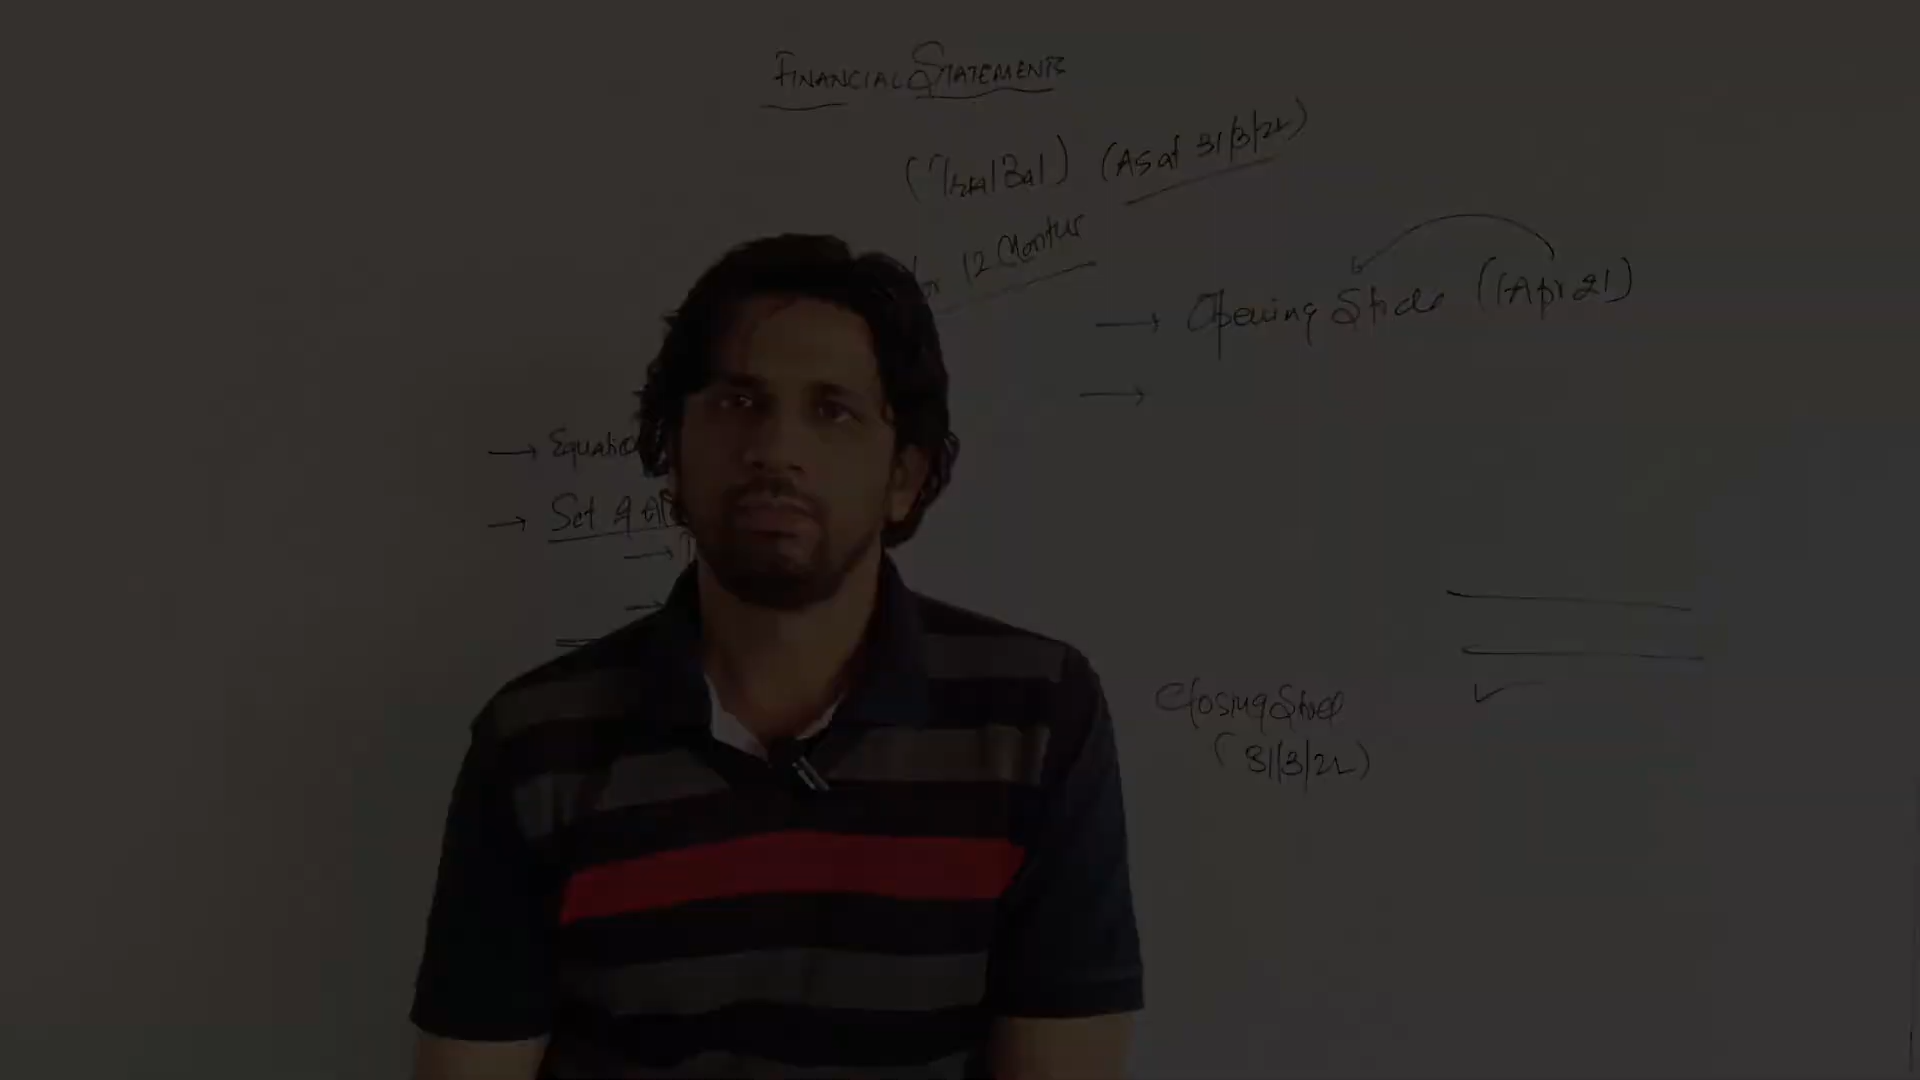 FINANCIAL STATEMENTS
(Trial Bal) (As at 31/3/22)
12 Months
→ Opening Stock (1 Apr 21)
→
→ Equation
→ Set of
→
→
Closing Stock
(31/3/22)